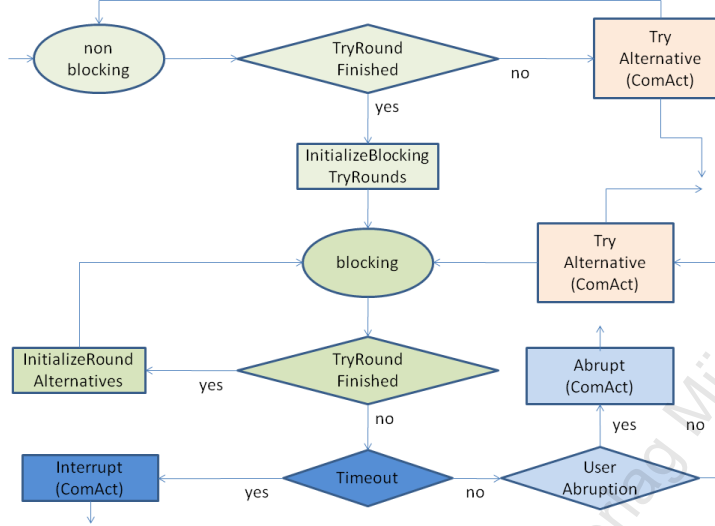 non
blocking
TryRound
Finished
no
Try
Alternative
(ComAct)
yes
InitializeBlocking
TryRounds
blocking
Try
Alternative
(ComAct)
InitializeRound
Alternatives
yes
TryRound
Finished
Abrupt
(ComAct)
no
yes
no
Interrupt
(ComAct)
yes
Timeout
no
User
Abruption